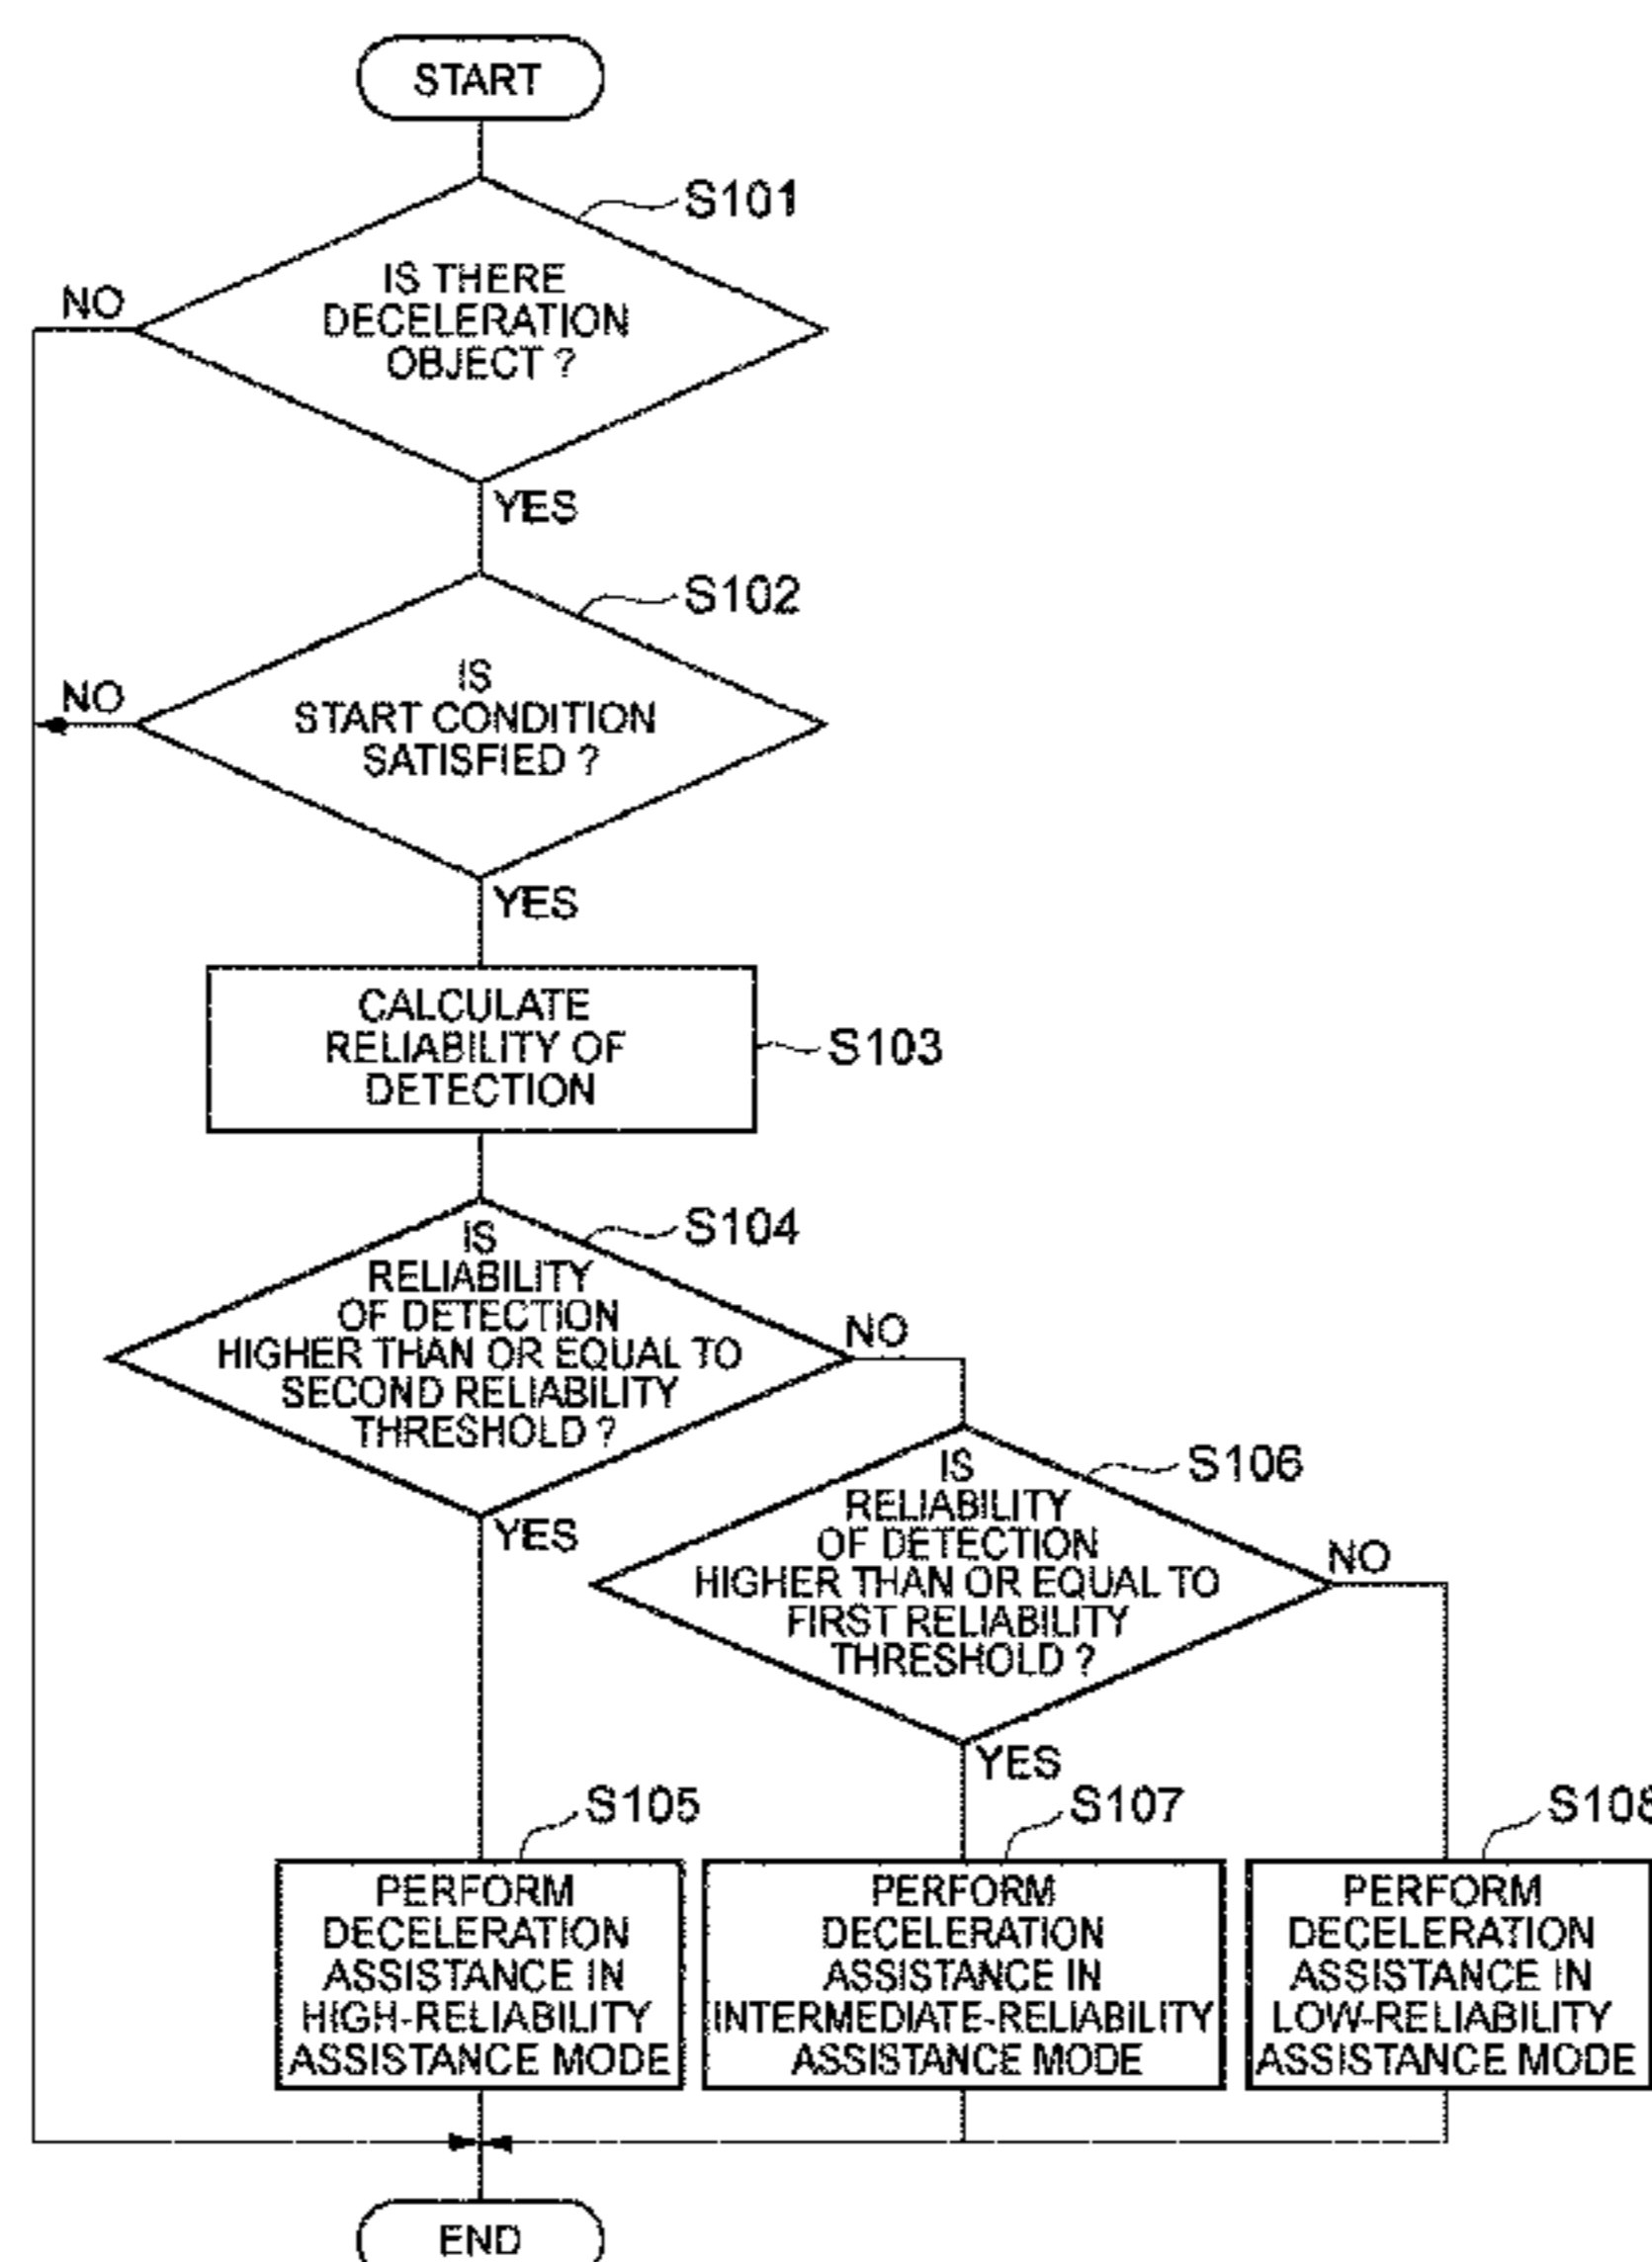 START
S101
IS THERE
DECELERATION
OBJECT ?
NO
YES
S102
IS
START CONDITION
SATISFIED ?
NO
YES
CALCULATE
RELIABILITY OF
DETECTION
S103
S104
IS
RELIABILITY
OF DETECTION
HIGHER THAN OR EQUAL TO
SECOND RELIABILITY
THRESHOLD ?
NO
YES
S106
IS
RELIABILITY
OF DETECTION
HIGHER THAN OR EQUAL TO
FIRST RELIABILITY
THRESHOLD ?
NO
YES
S105
PERFORM
DECELERATION
ASSISTANCE IN
HIGH-RELIABILITY
ASSISTANCE MODE
S107
PERFORM
DECELERATION
ASSISTANCE IN
INTERMEDIATE-RELIABILITY
ASSISTANCE MODE
S108
PERFORM
DECELERATION
ASSISTANCE IN
LOW-RELIABILITY
ASSISTANCE MODE
END